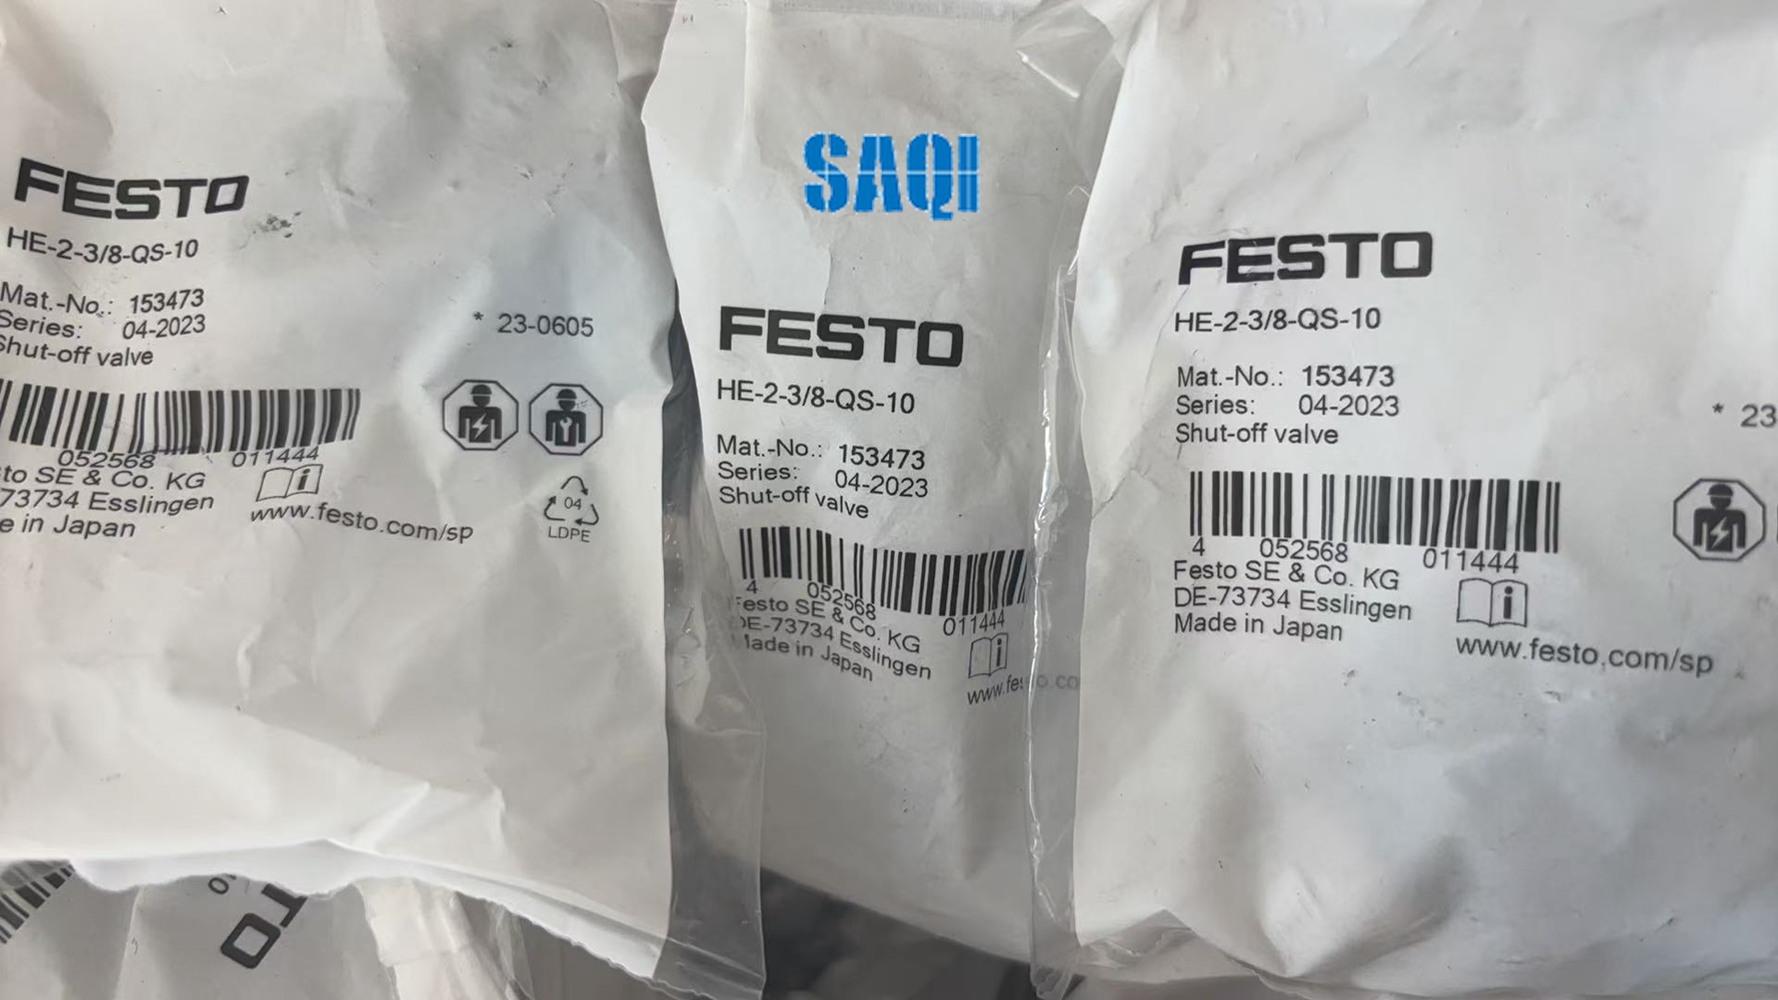 FESTO
HE-2-3/8-QS-10
Mat.-No.: 153473
Series: 04-2023
Shut-off valve
* 23-0605
052568 011444
sto SE & Co. KG
73734 Esslingen
e in Japan
www.festo.com/sp
04
LDPE
SAQI
FESTO
HE-2-3/8-QS-10
Mat.-No.: 153473
Series: 04-2023
Shut-off valve
4 052568 011444
Festo SE & Co. KG
DE-73734 Esslingen
Made in Japan
www.festo.co
FESTO
HE-2-3/8-QS-10
Mat.-No.: 153473
Series: 04-2023
Shut-off valve
* 23
4 052568 011444
Festo SE & Co. KG
DE-73734 Esslingen
Made in Japan
www.festo.com/sp
TO